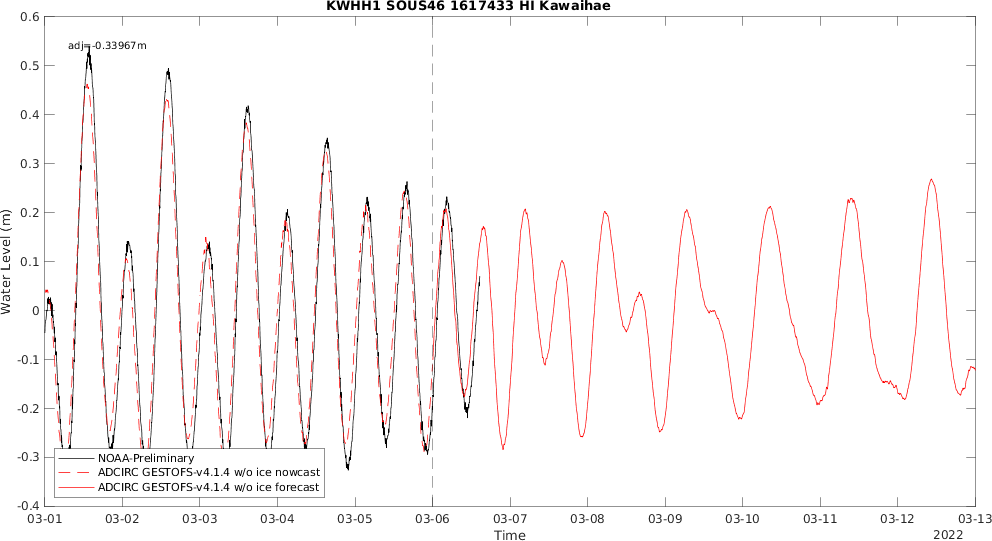 KWHH1 SOUS46 1617433 HI Kawaihae
adj=-0.33967m
Water Level (m)
0.6
0.5
0.4
0.3
0.2
0.1
0
-0.1
-0.2
-0.3
-0.4
NOAA-Preliminary
ADCIRC GESTOFS-v4.1.4 w/o ice nowcast
ADCIRC GESTOFS-v4.1.4 w/o ice forecast
03-01 03-02 03-03 03-04 03-05 03-06 03-07 03-08 03-09 03-10 03-11 03-12 03-13
Time
2022